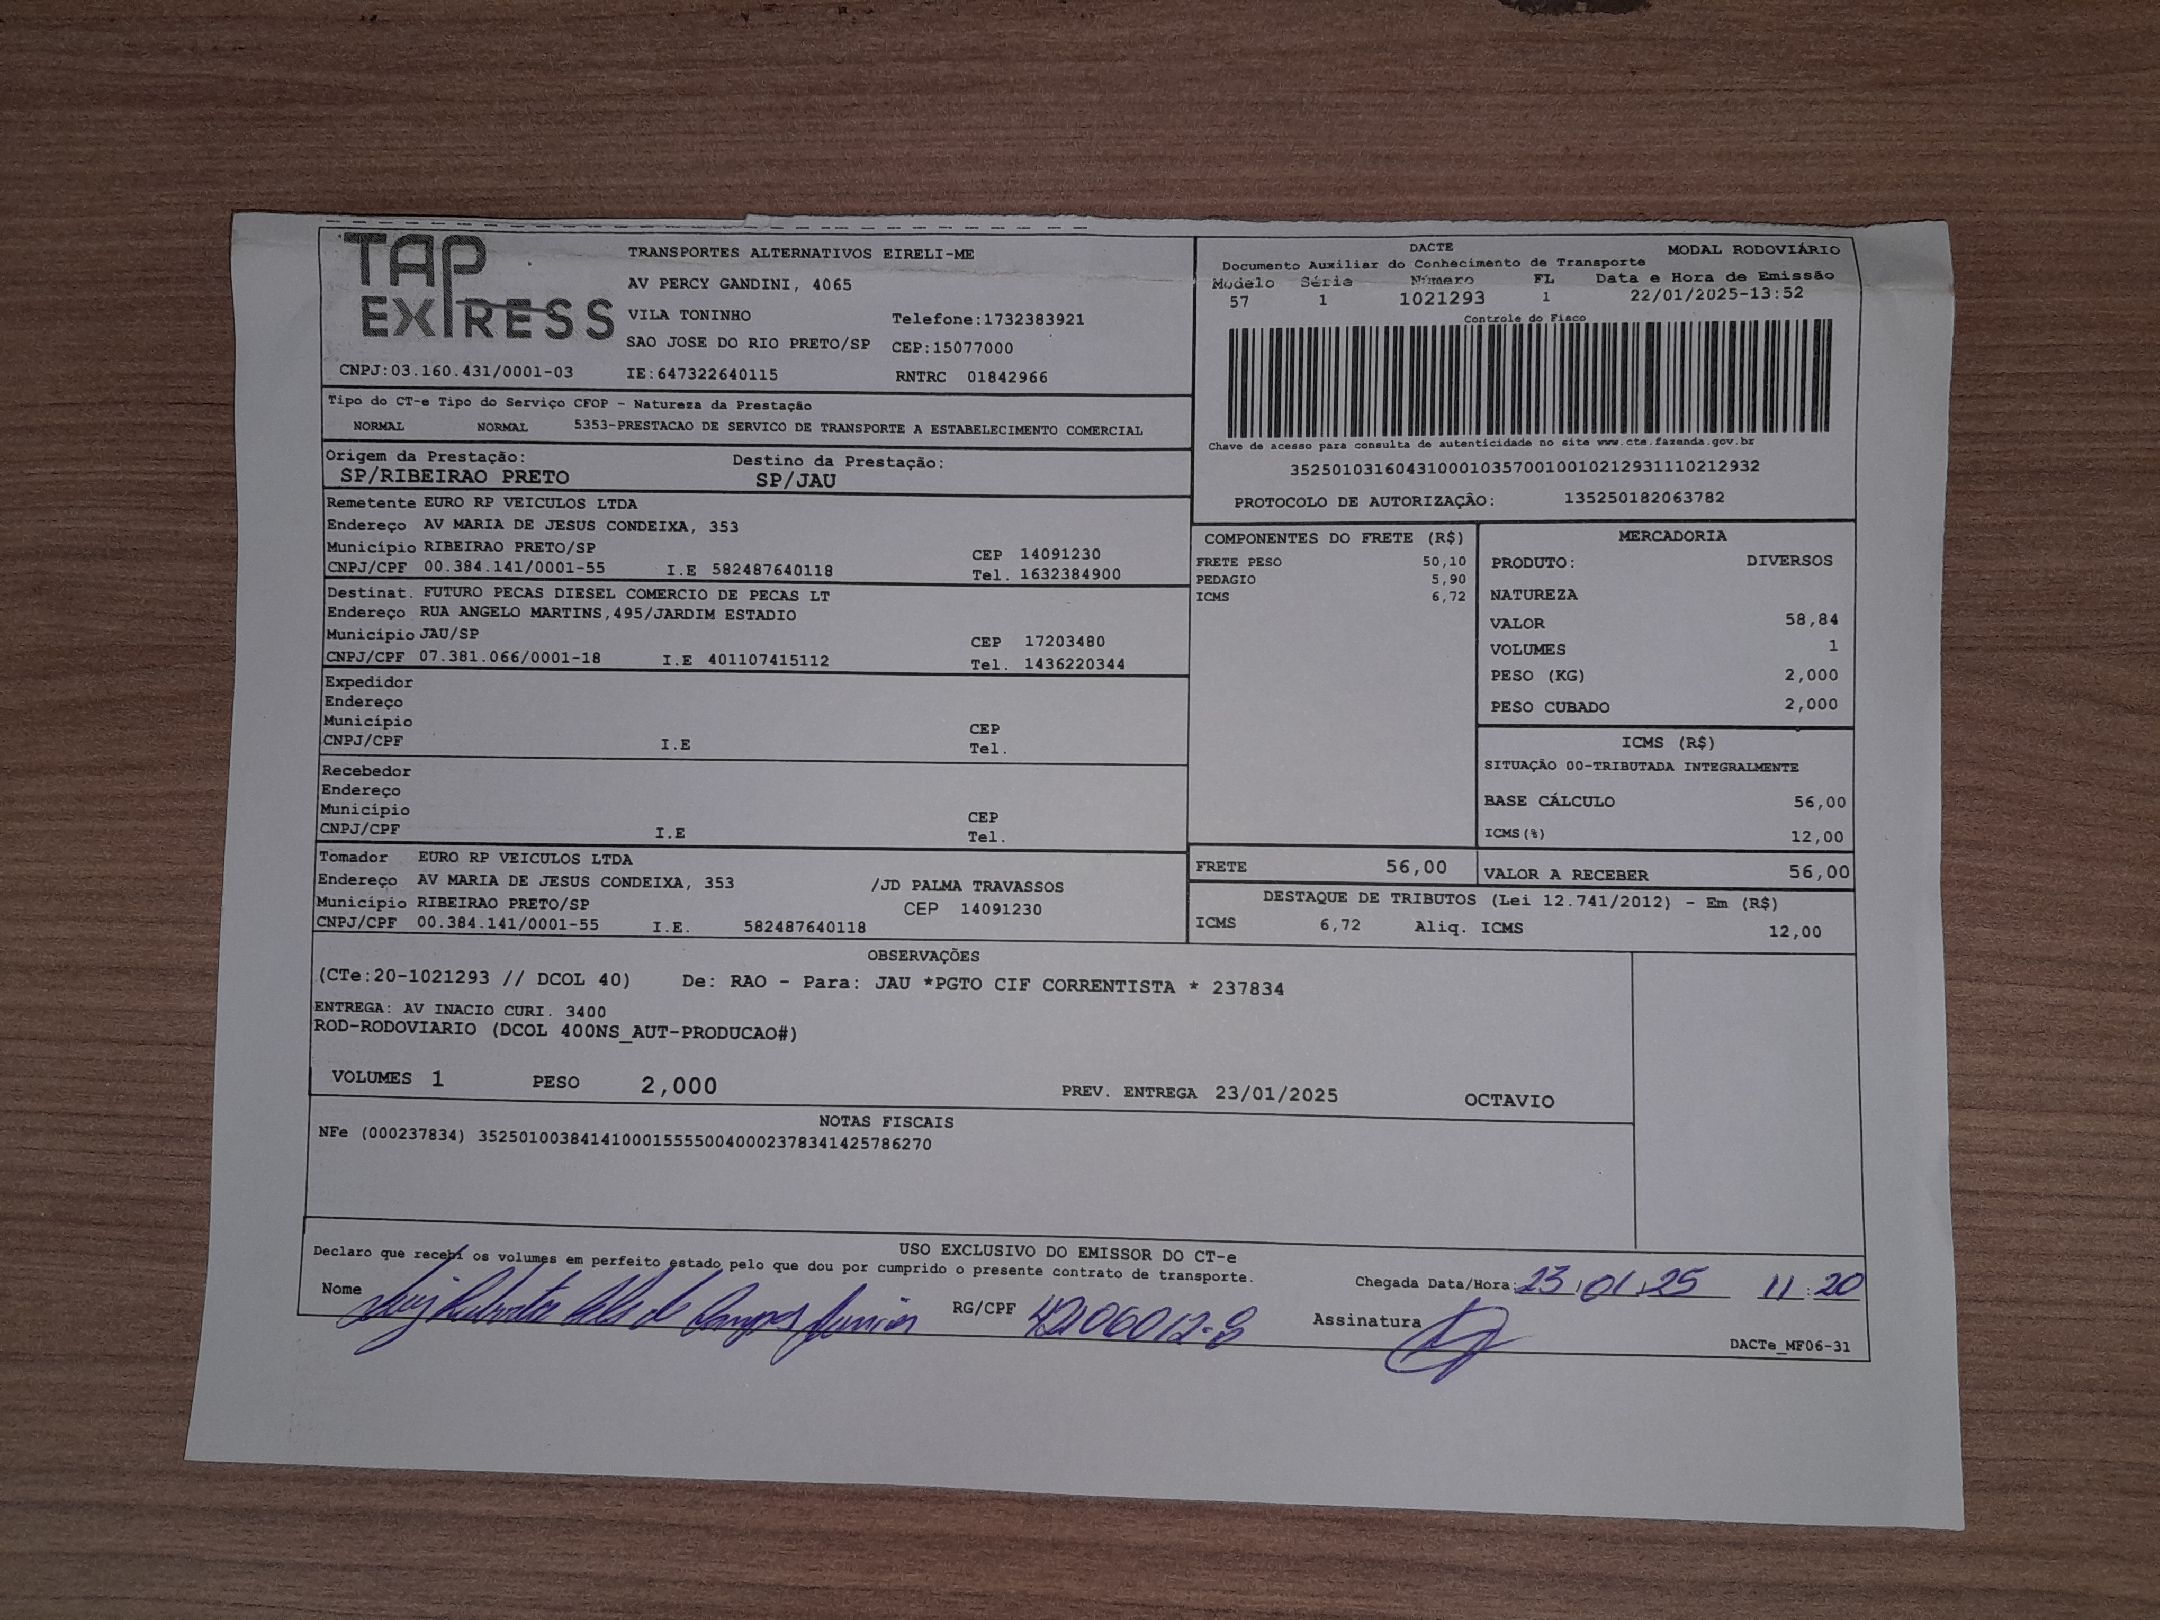 TAP
EXPRESS
TRANSPORTES ALTERNATIVOS EIRELI-ME
AV PERCY GANDINI, 4065
VILA TONINHO Telefone:1732383921
SAO JOSE DO RIO PRETO/SP CEP:15077000
CNPJ:03.160.431/0001-03 IE:647322640115 RNTRC 01842966
DACTE MODAL RODOVIÁRIO
Documento Auxiliar do Conhecimento de Transporte
Modelo Série Número FL Data e Hora de Emissão
57 1 1021293 1 22/01/2025-13:52
Controle do Fisco
Chave de acesso para consulta de autenticidade no site www.cte.fazenda.gov.br
35250103160431000103570010010212931110212932
PROTOCOLO DE AUTORIZAÇÂO: 135250182063782
Tipo do CT-e Tipo do Serviço CFOP - Natureza da Prestação
NORMAL NORMAL 5353-PRESTACAO DE SERVICO DE TRANSPORTE A ESTABELECIMENTO COMERCIAL
Origem da Prestação: Destino da Prestação:
SP/RIBEIRAO PRETO SP/JAU
Remetente EURO RP VEICULOS LTDA
Endereço AV MARIA DE JESUS CONDEIXA, 353
Município RIBEIRAO PRETO/SP CEP 14091230
CNPJ/CPF 00.384.141/0001-55 I.E 582487640118 Tel. 1632384900
Destinat. FUTURO PECAS DIESEL COMERCIO DE PECAS LT
Endereço RUA ANGELO MARTINS,495/JARDIM ESTADIO
Município JAU/SP CEP 17203480
CNPJ/CPF 07.381.066/0001-18 I.E 401107415112 Tel. 1436220344
Expedidor
Endereço
Município CEP
CNPJ/CPF I.E Tel.
Recebedor
Endereço
Município CEP
CNPJ/CPF I.E Tel.
Tomador EURO RP VEICULOS LTDA
Endereço AV MARIA DE JESUS CONDEIXA, 353 /JD PALMA TRAVASSOS
Município RIBEIRAO PRETO/SP CEP 14091230
CNPJ/CPF 00.384.141/0001-55 I.E. 582487640118
COMPONENTES DO FRETE (R$)
FRETE PESO 50,10
PEDAGIO 5,90
ICMS 6,72
MERCADORIA
PRODUTO: DIVERSOS
NATUREZA
VALOR 58,84
VOLUMES 1
PESO (KG) 2,000
PESO CUBADO 2,000
ICMS (R$)
SITUAÇÃO 00-TRIBUTADA INTEGRALMENTE
BASE CÁLCULO 56,00
ICMS(%) 12,00
FRETE 56,00 VALOR A RECEBER 56,00
DESTAQUE DE TRIBUTOS (Lei 12.741/2012) - Em (R$)
ICMS 6,72 Aliq. ICMS 12,00
OBSERVAÇÕES
(CTe:20-1021293 // DCOL 40) De: RAO - Para: JAU *PGTO CIF CORRENTISTA * 237834
ENTREGA: AV INACIO CURI. 3400
ROD-RODOVIARIO (DCOL 400NS_AUT-PRODUCAO#)
VOLUMES 1 PESO 2,000 PREV. ENTREGA 23/01/2025 OCTAVIO
NOTAS FISCAIS
NFe (000237834) 35250100384141000155550040002378341425786270
USO EXCLUSIVO DO EMISSOR DO CT-e
Declaro que recebi os volumes em perfeito estado pelo que dou por cumprido o presente contrato de transporte.
Chegada Data/Hora: 23/01/25 11:20
Nome Luiz de Campos Junior RG/CPF 42106012-8 Assinatura
DACTe_MF06-31